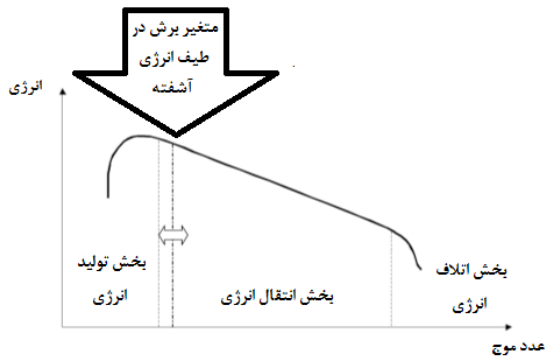 متغیر برش در
طیف انرژی
آشفته
انرژی
بخش تولید
انرژی
بخش انتقال انرژی
بخش اتلاف
انرژی
عدد موج